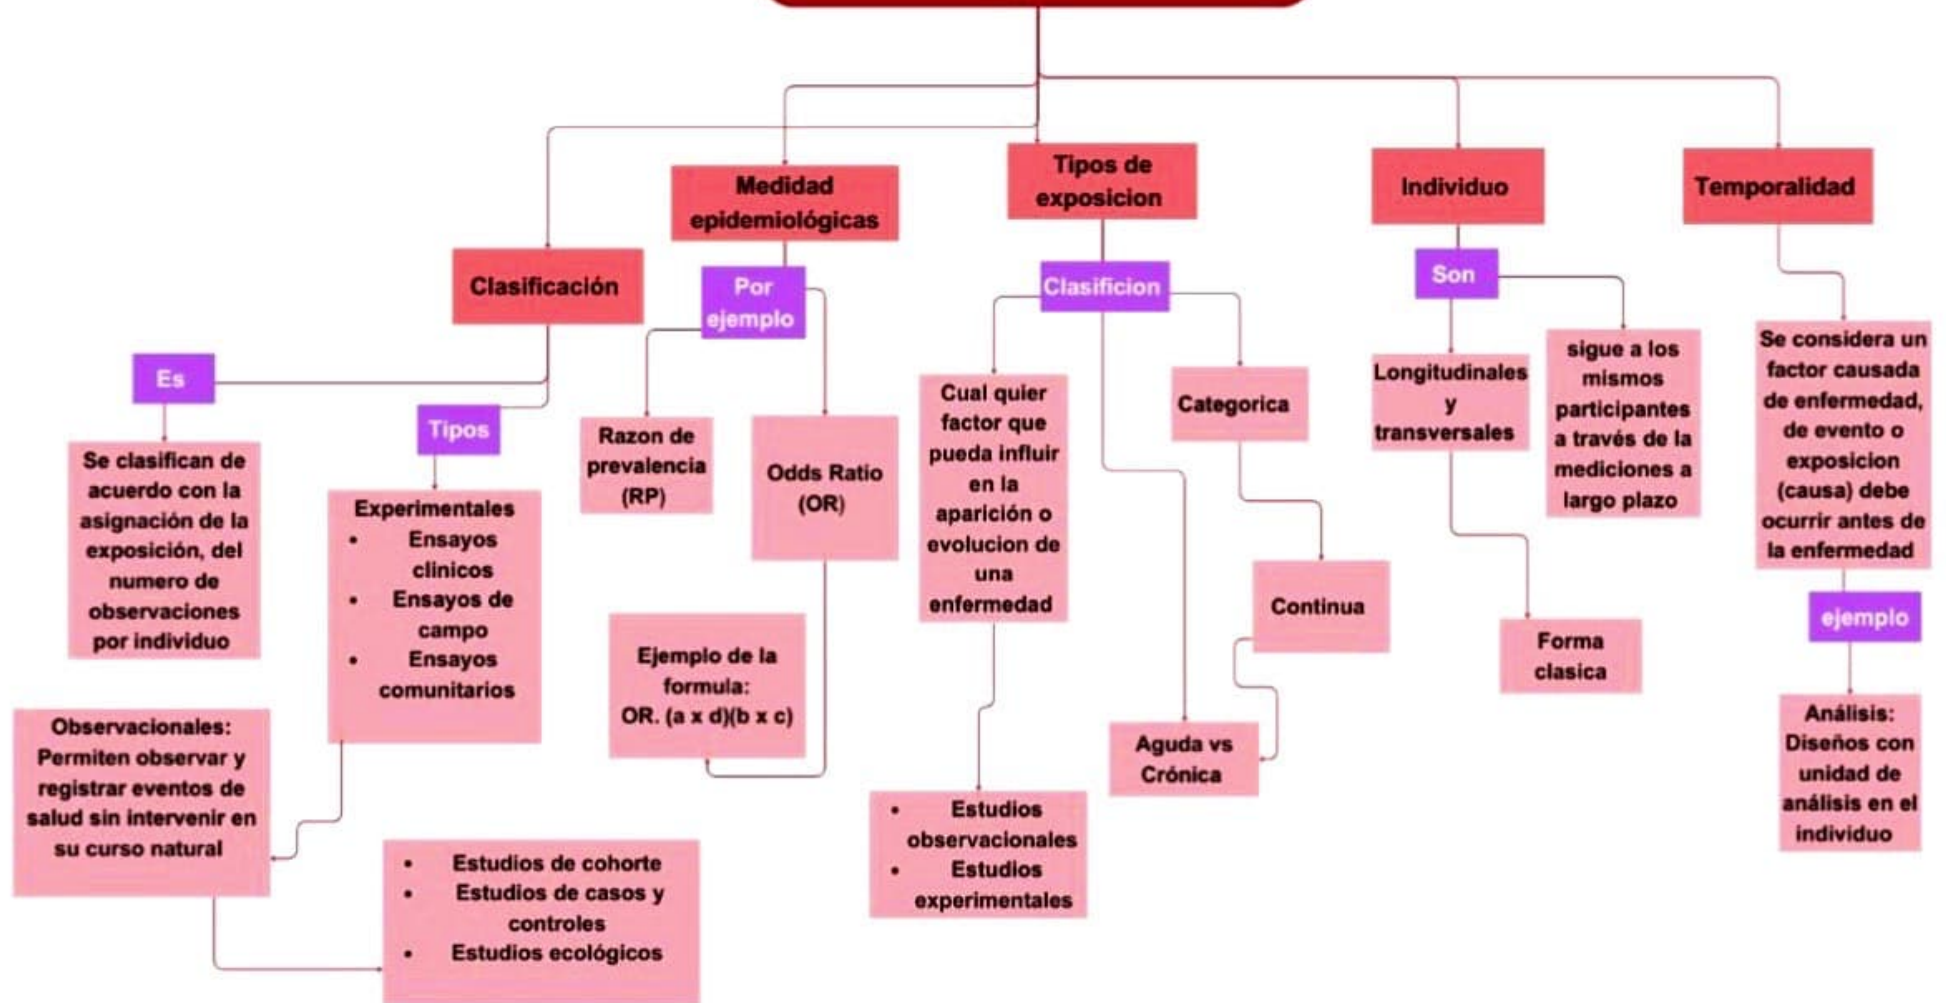 Clasificación
Es
Se clasifican de
acuerdo con la
asignación de la
exposición, del
numero de
observaciones
por individuo
Tipos
Experimentales
• Ensayos
clinicos
• Ensayos de
campo
• Ensayos
comunitarios
Observacionales:
Permiten observar y
registrar eventos de
salud sin intervenir en
su curso natural
• Estudios de cohorte
• Estudios de casos y
controles
• Estudios ecológicos
Medidad
epidemiológicas
Por
ejemplo
Razon de
prevalencia
(RP)
Odds Ratio
(OR)
Ejemplo de la
formula:
OR. (a x d)(b x c)
Tipos de
exposicion
Clasificion
Cual quier
factor que
pueda influir
en la
aparición o
evolucion de
una
enfermedad
• Estudios
observacionales
• Estudios
experimentales
Categorica
Continua
Aguda vs
Crónica
Individuo
Son
Longitudinales
y
transversales
Forma
clasica
sigue a los
mismos
participantes
a través de la
mediciones a
largo plazo
Temporalidad
Se considera un
factor causada
de enfermedad,
de evento o
exposicion
(causa) debe
ocurrir antes de
la enfermedad
ejemplo
Análisis:
Diseños con
unidad de
análisis en el
individuo